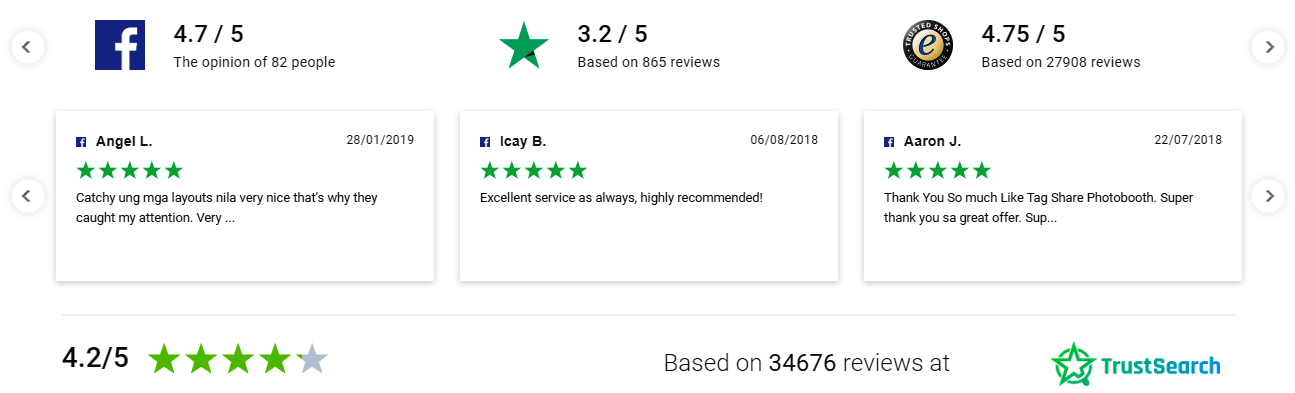 4.7 / 5
The opinion of 82 people
3.2 / 5
Based on 865 reviews
TRUSTED SHOPS
e
GUARANTEE
4.75 / 5
Based on 27908 reviews
Angel L. 28/01/2019
Catchy ung mga layouts nila very nice that's why they
caught my attention. Very ...
Icay B. 06/08/2018
Excellent service as always, highly recommended!
Aaron J. 22/07/2018
Thank You So much Like Tag Share Photobooth. Super
thank you sa great offer. Sup...
4.2/5
Based on 34676 reviews at
TrustSearch